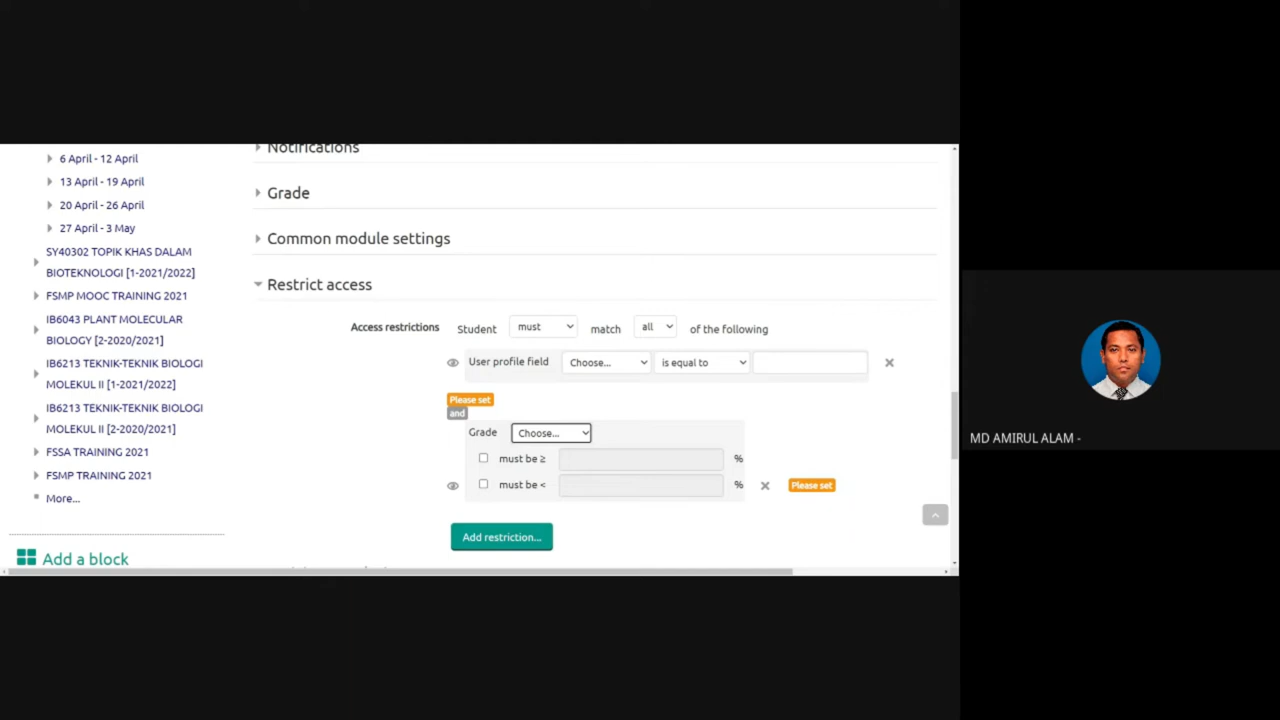 6 April - 12 April
13 April - 19 April
20 April - 26 April
27 April - 3 May
SY40302 TOPIK KHAS DALAM
BIOTEKNOLOGI [1-2021/2022]
FSMP MOOC TRAINING 2021
IB6043 PLANT MOLECULAR
BIOLOGY [2-2020/2021]
IB6213 TEKNIK-TEKNIK BIOLOGI
MOLEKUL II [1-2021/2022]
IB6213 TEKNIK-TEKNIK BIOLOGI
MOLEKUL II [2-2020/2021]
FSSA TRAINING 2021
FSMP TRAINING 2021
More...
Add a block
Notifications
Grade
Common module settings
Restrict access
Access restrictions Student must match all of the following
User profile field Choose... is equal to
Please set
and
Grade Choose...
must be ≥ %
must be < % Please set
Add restriction...
MD AMIRUL ALAM -